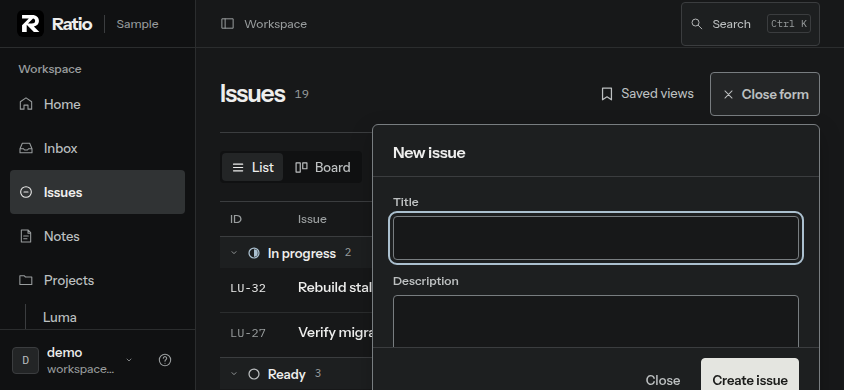 Ratio
Sample
Workspace
Search
Ctrl K
Workspace
Home
Inbox
Issues
Notes
Projects
Luma
D
demo
workspace...
Issues 19
Saved views
Close form
List
Board
ID
Issue
In progress 2
LU-32
Rebuild stal
LU-27
Verify migra
Ready 3
New issue
Title
Description
Close
Create issue